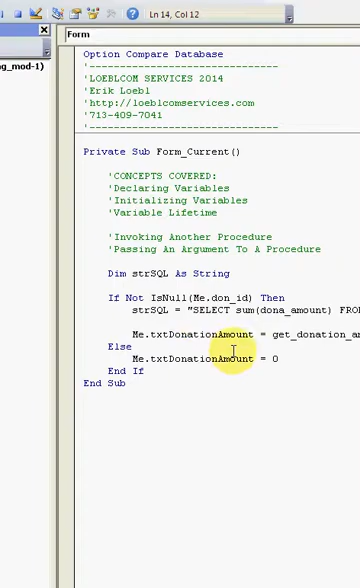 Ln 14, Col 12
ng_mod-1)
Form
Option Compare Database
'-------------------------------
'LOEBLCOM SERVICES 2014
'Erik Loebl
'http://loeblcomservices.com
'713-409-7041
'-------------------------------
Private Sub Form_Current()
'CONCEPTS COVERED:
'Declaring Variables
'Initializing Variables
'Variable Lifetime
'Invoking Another Procedure
'Passing An Argument To A Procedure
Dim strSQL As String
If Not IsNull(Me.don_id) Then
strSQL = "SELECT sum(dona_amount) FRO
Me.txtDonationAmount = get_donation_am
Else
Me.txtDonationAmount = 0
End If
End Sub